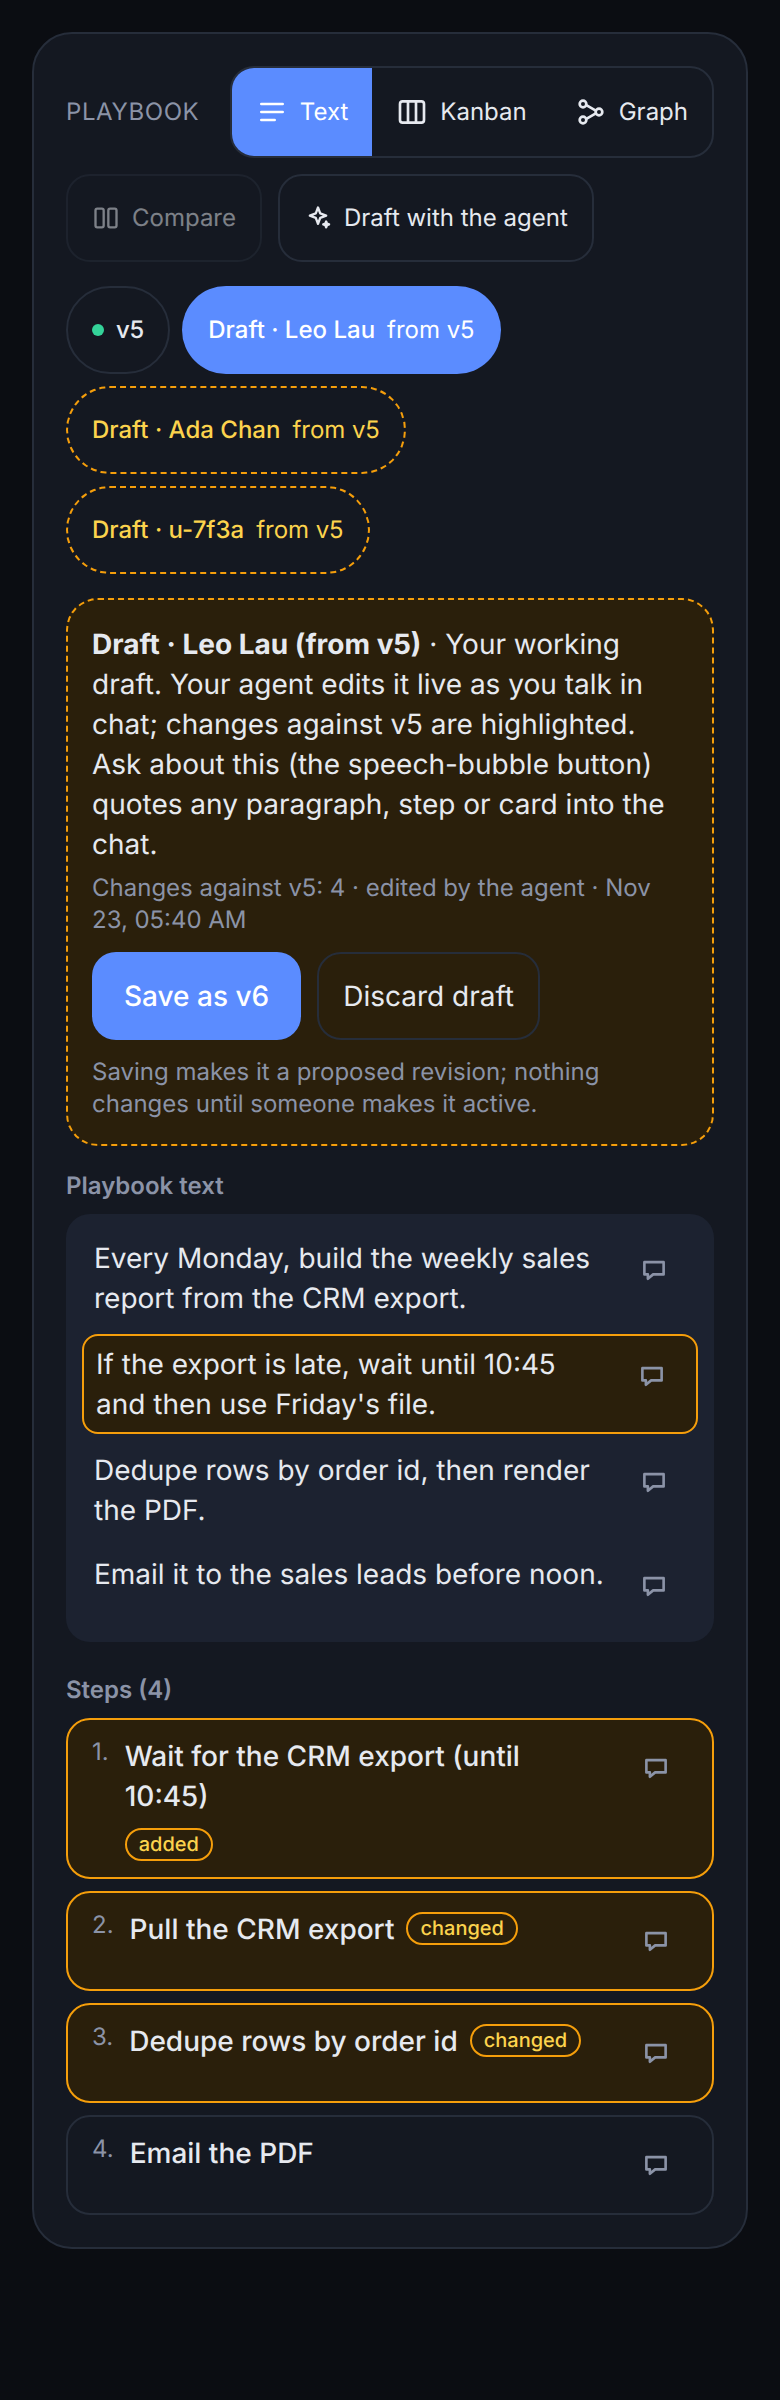 PLAYBOOK
Text
Kanban
Graph
Compare
Draft with the agent
v5
Draft · Leo Lau from v5
Draft · Ada Chan from v5
Draft · u-7f3a from v5
Draft · Leo Lau (from v5) · Your working
draft. Your agent edits it live as you talk in
chat; changes against v5 are highlighted.
Ask about this (the speech-bubble button)
quotes any paragraph, step or card into the
chat.
Changes against v5: 4 · edited by the agent · Nov
23, 05:40 AM
Save as v6
Discard draft
Saving makes it a proposed revision; nothing
changes until someone makes it active.
Playbook text
Every Monday, build the weekly sales
report from the CRM export.
If the export is late, wait until 10:45
and then use Friday's file.
Dedupe rows by order id, then render
the PDF.
Email it to the sales leads before noon.
Steps (4)
1. Wait for the CRM export (until
10:45)
added
2. Pull the CRM export changed
3. Dedupe rows by order id changed
4. Email the PDF